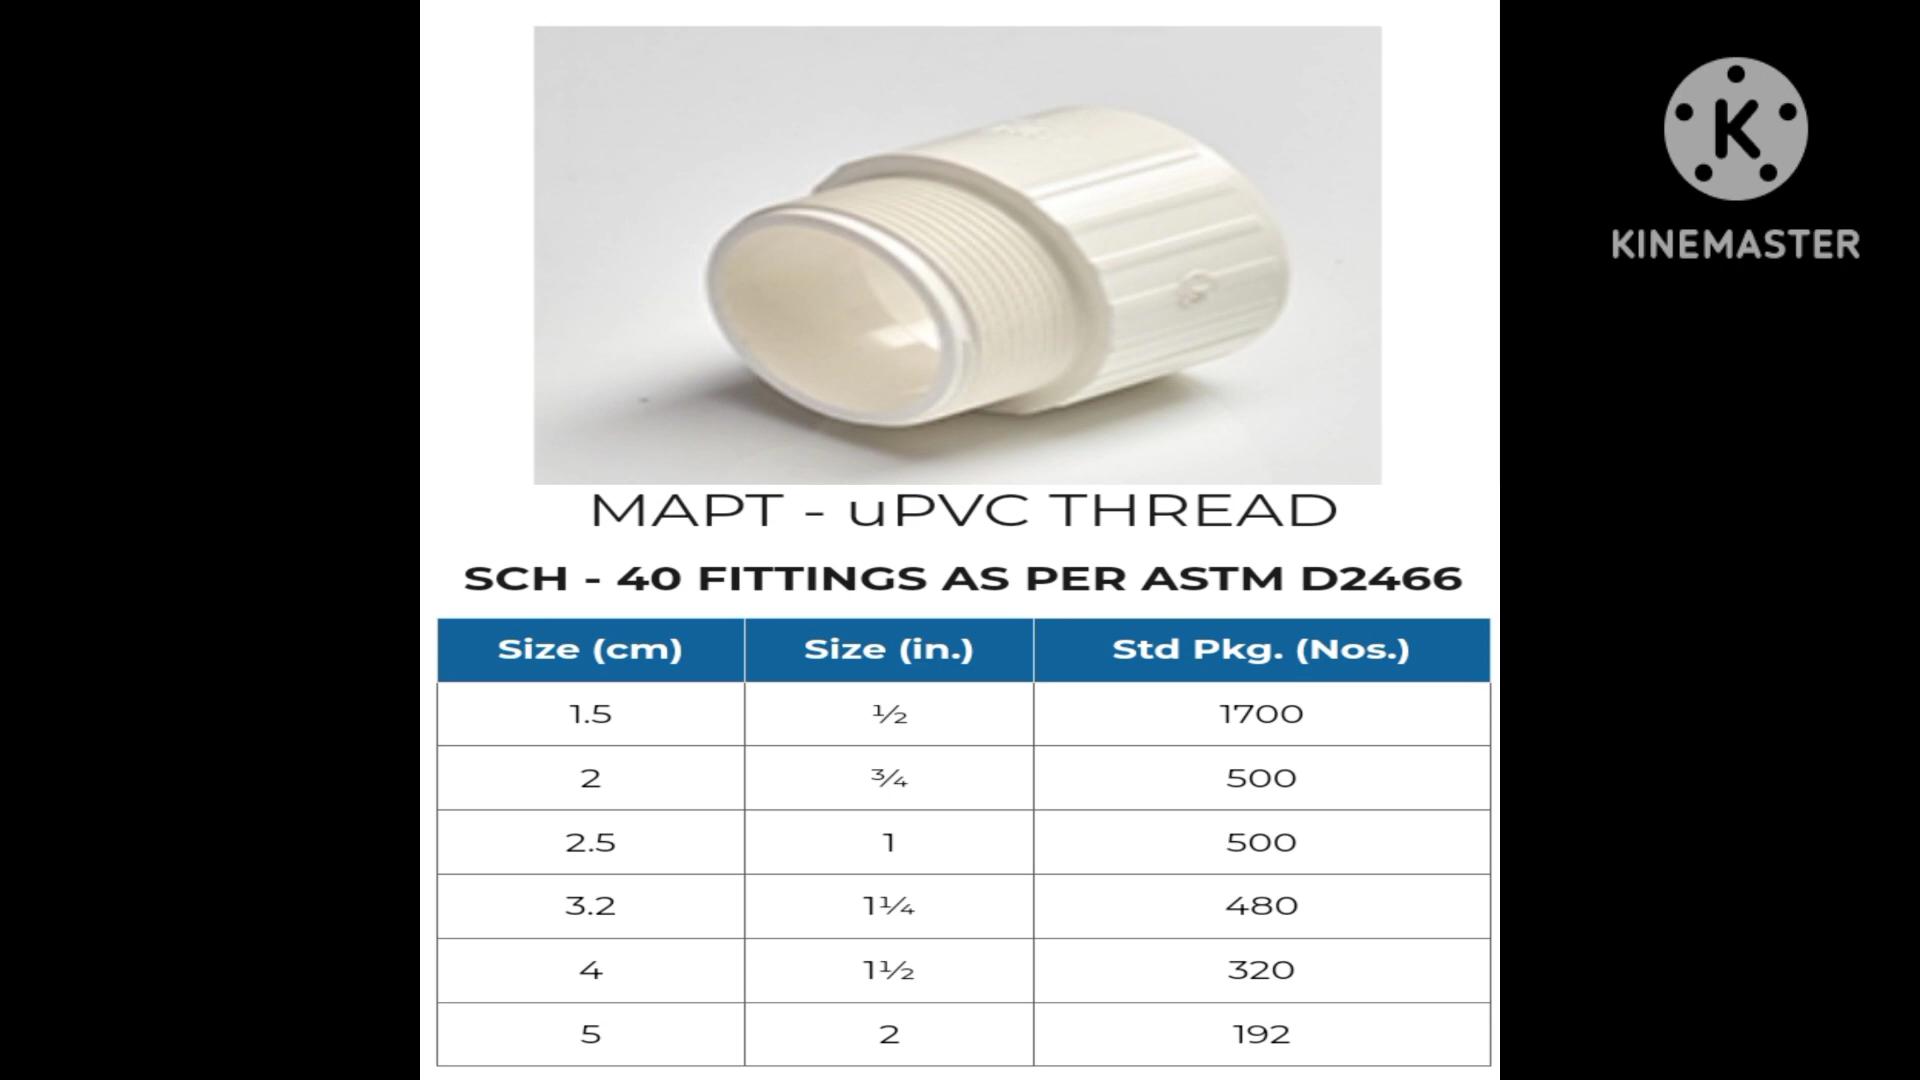 K
KINEMASTER
MAPT - uPVC THREAD
SCH - 40 FITTINGS AS PER ASTM D2466
Size (cm) Size (in.) Std Pkg. (Nos.)
1.5 ½ 1700
2 ¾ 500
2.5 1 500
3.2 1¼ 480
4 1½ 320
5 2 192